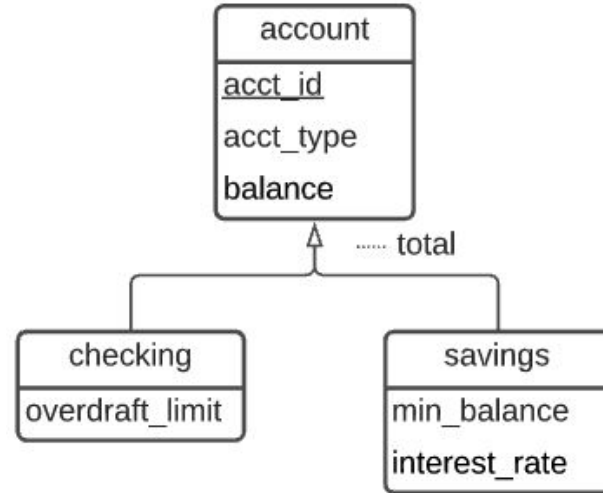 account
acct_id
acct_type
balance
total
checking
overdraft_limit
savings
min_balance
interest_rate